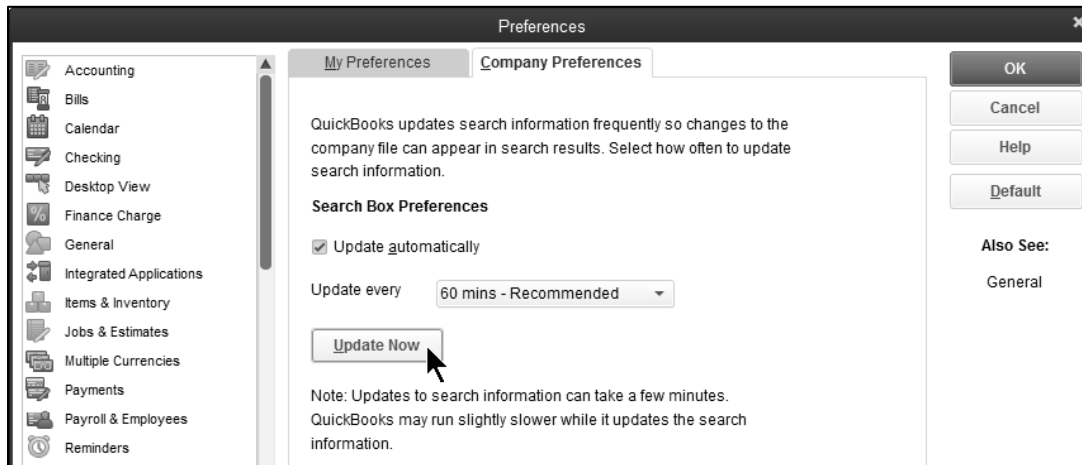 Preferences
Accounting
Bills
Calendar
Checking
Desktop View
Finance Charge
General
Integrated Applications
Items & Inventory
Jobs & Estimates
Multiple Currencies
Payments
Payroll & Employees
Reminders
My Preferences
Company Preferences
QuickBooks updates search information frequently so changes to the
company file can appear in search results. Select how often to update
search information.
Search Box Preferences
Update automatically
Update every 60 mins - Recommended
Update Now
Note: Updates to search information can take a few minutes.
QuickBooks may run slightly slower while it updates the search
information.
OK
Cancel
Help
Default
Also See:
General